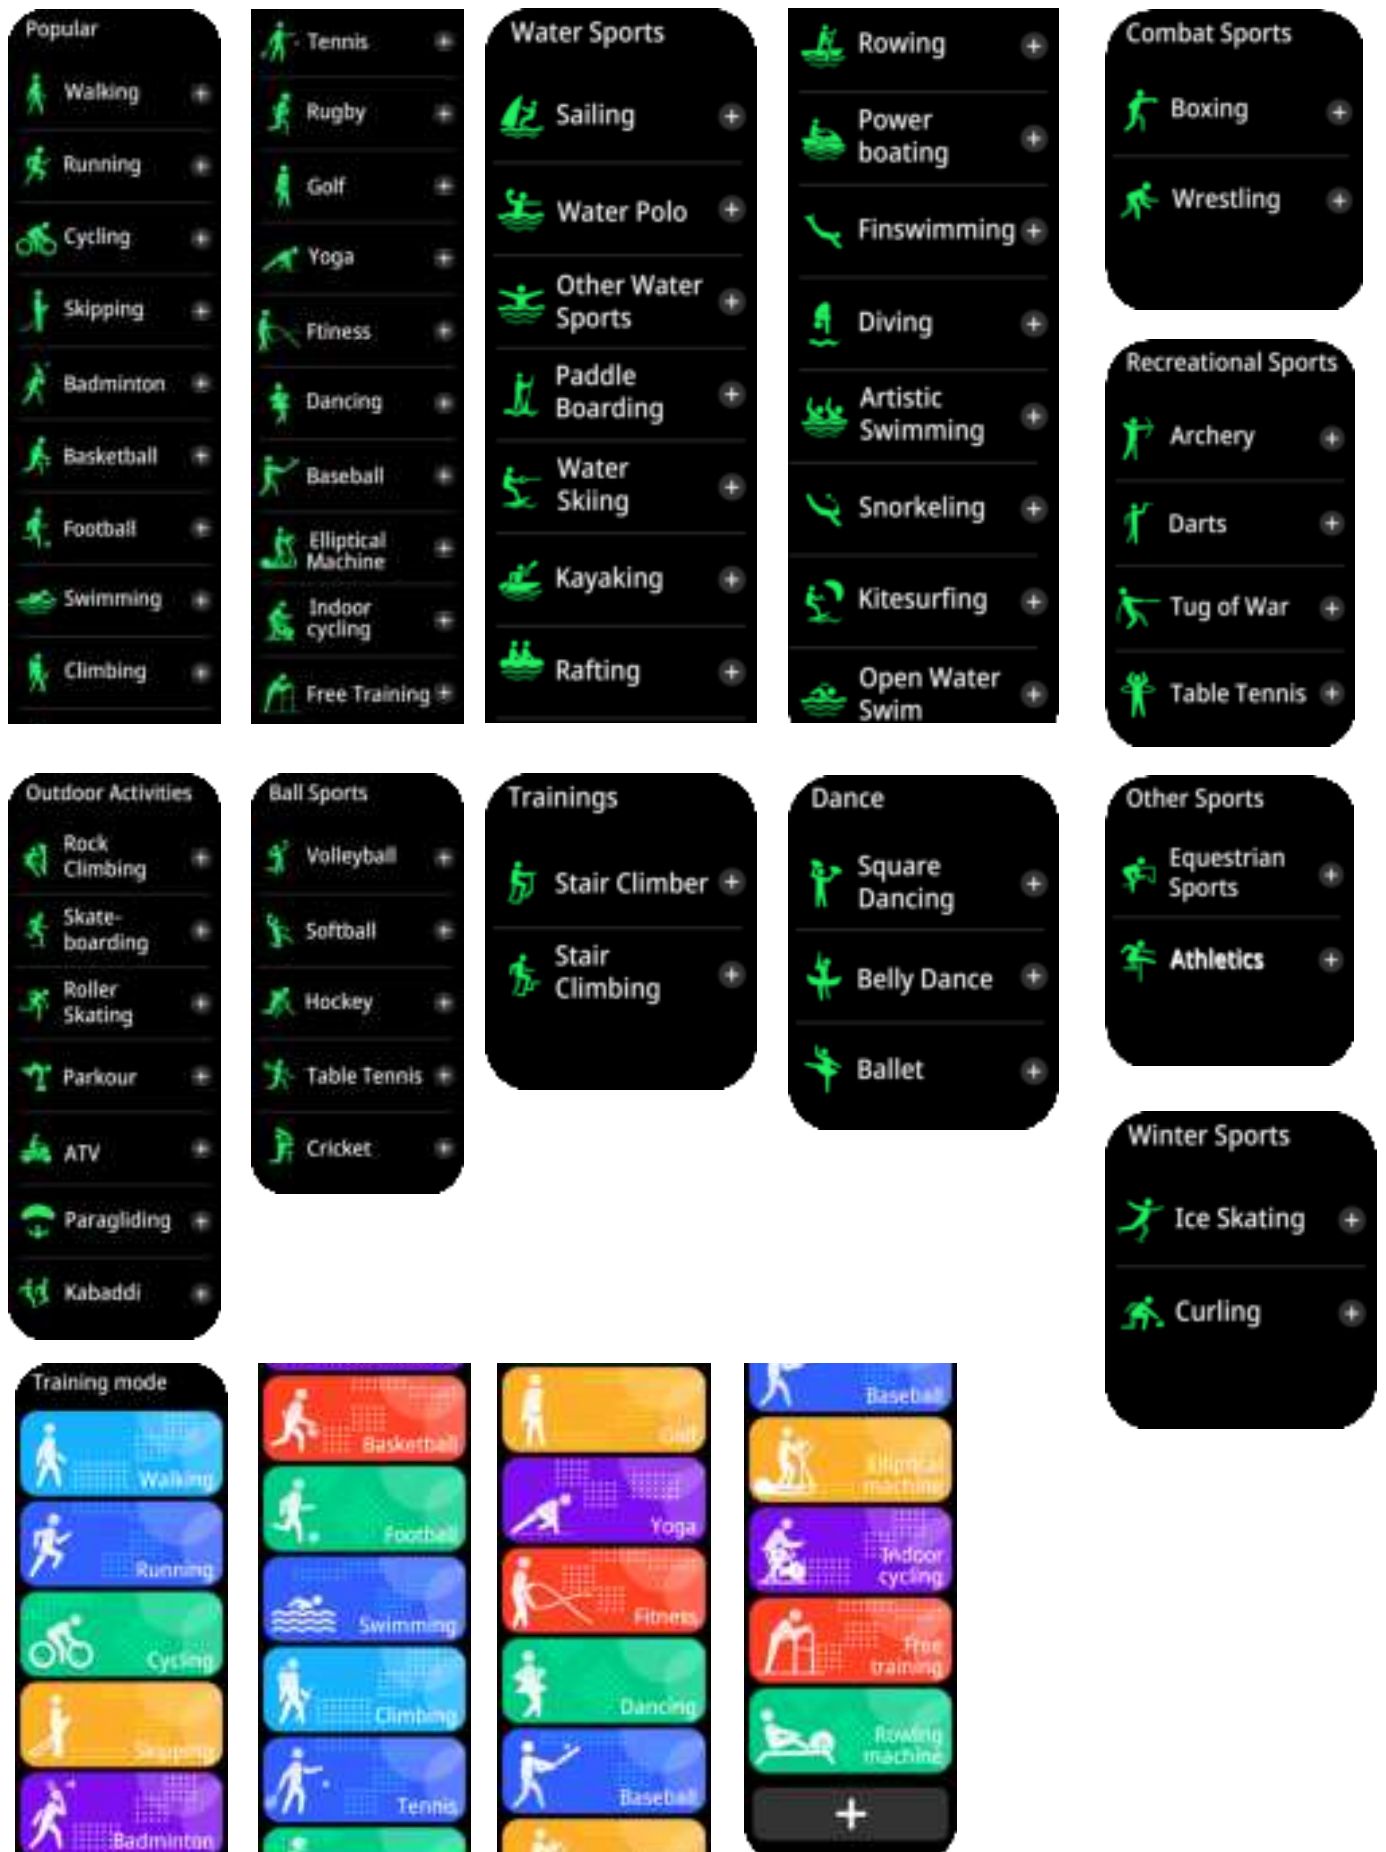 Popular
Walking
Running
Cycling
Skipping
Badminton
Basketball
Football
Swimming
Climbing
Tennis
Rugby
Golf
Yoga
Ftiness
Dancing
Baseball
Elliptical
Machine
Indoor
cycling
Free Training
Water Sports
Sailing
Water Polo
Other Water
Sports
Paddle
Boarding
Water
Skiing
Kayaking
Rafting
Rowing
Power
boating
Finswimming
Diving
Artistic
Swimming
Snorkeling
Kitesurfing
Open Water
Swim
Combat Sports
Boxing
Wrestling
Recreational Sports
Archery
Darts
Tug of War
Table Tennis
Outdoor Activities
Rock
Climbing
Skate-
boarding
Roller
Skating
Parkour
ATV
Paragliding
Kabaddi
Ball Sports
Volleyball
Softball
Hockey
Table Tennis
Cricket
Trainings
Stair Climber
Stair
Climbing
Dance
Square
Dancing
Belly Dance
Ballet
Other Sports
Equestrian
Sports
Athletics
Winter Sports
Ice Skating
Curling
Training mode
Walking
Running
Cycling
Skipping
Badminton
Basketball
Football
Swimming
Climbing
Tennis
Golf
Yoga
Fitness
Dancing
Baseball
Baseball
Elliptical
machine
Indoor
cycling
Free
training
Rowing
machine